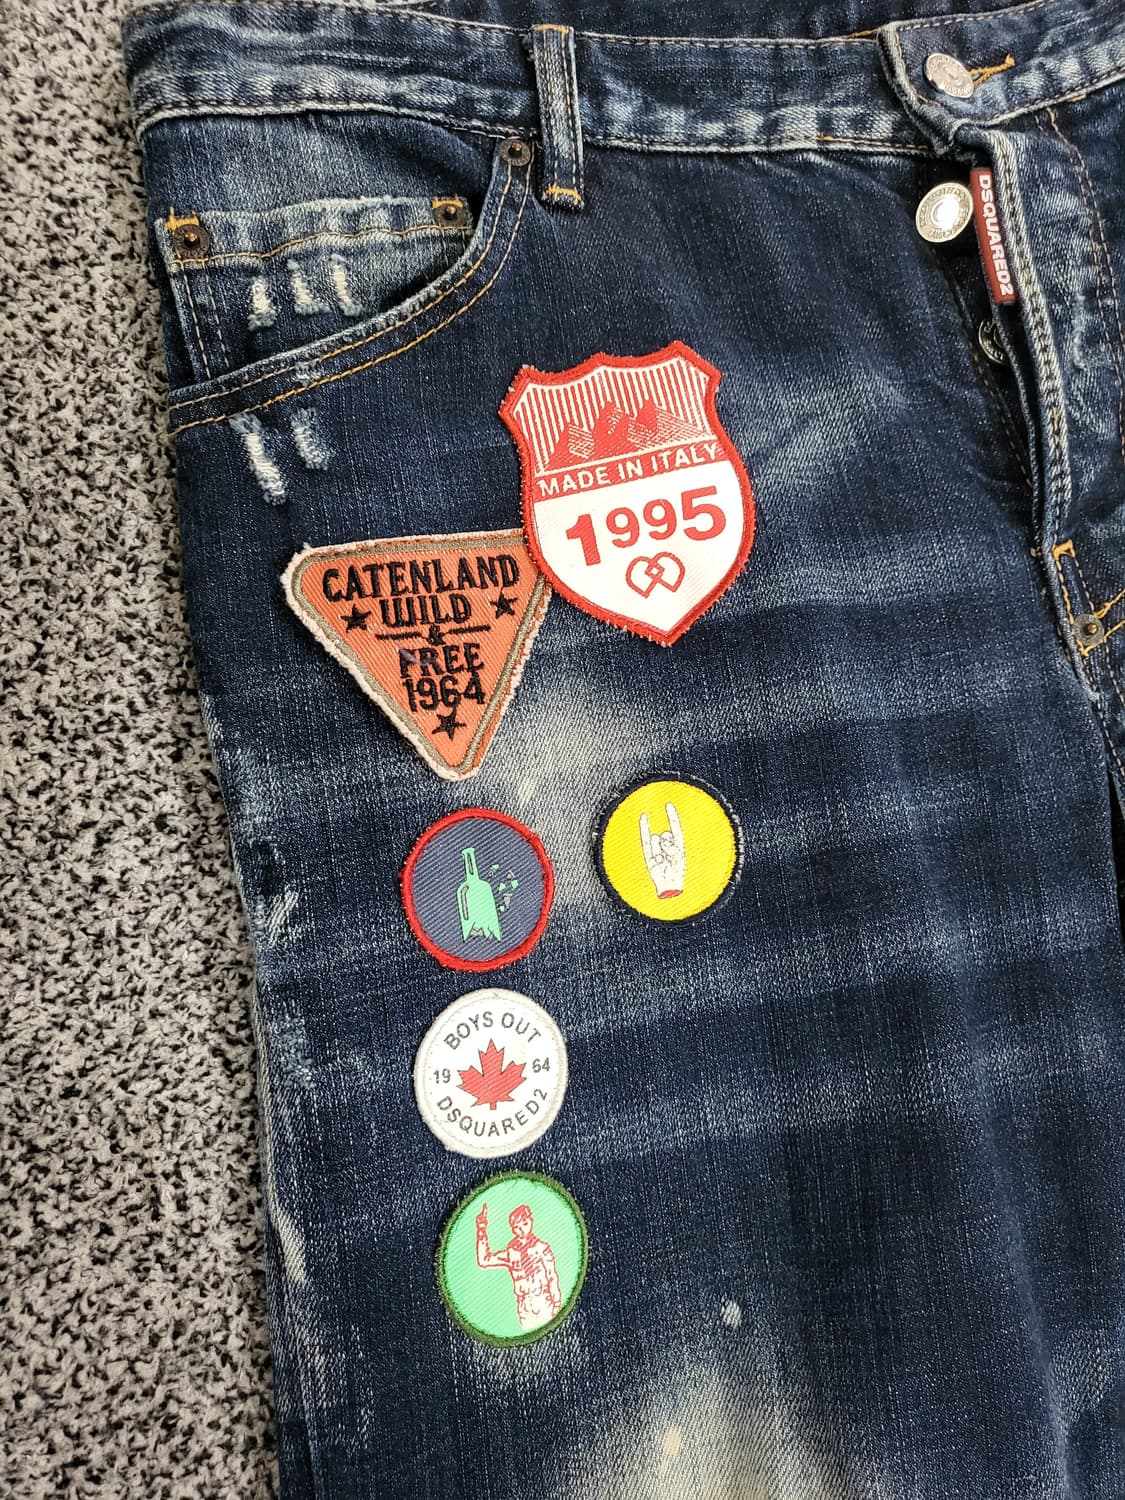 DSQUARED2
MADE IN ITALY
1995
CATENLAND
WILD
&
FREE
1964
BOYS OUT
19 64
DSQUARED2